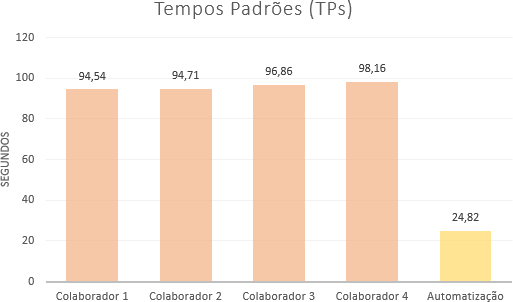 Tempos Padrões (TPs)
120
100
80
60
40
20
0
SEGUNDOS
94,54
94,71
96,86
98,16
24,82
Colaborador 1
Colaborador 2
Colaborador 3
Colaborador 4
Automatização